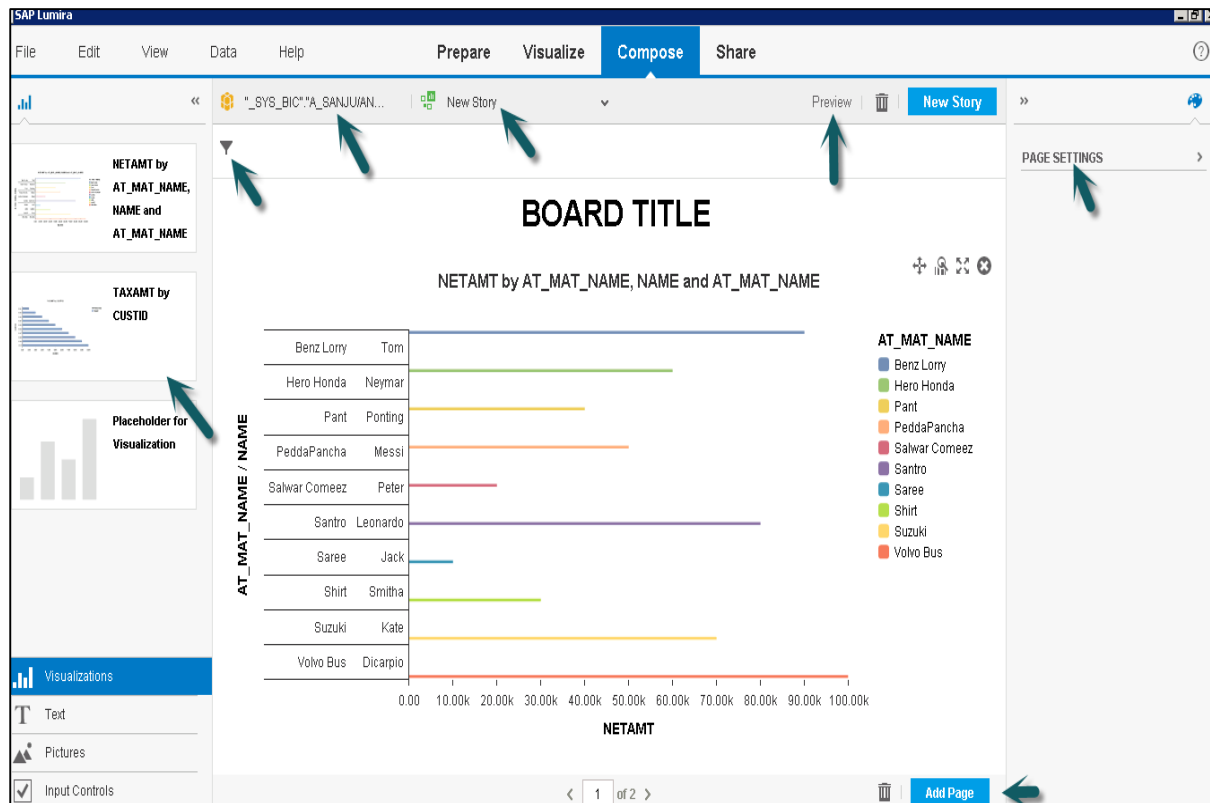 SAP Lumira
File Edit View Data Help Prepare Visualize Compose Share
"_SYS_BIC"."A_SANJU/AN... New Story Preview New Story
PAGE SETTINGS
NETAMT by
AT_MAT_NAME,
NAME and
AT_MAT_NAME
TAXAMT by
CUSTID
Placeholder for
Visualization
Visualizations
Text
Pictures
Input Controls
BOARD TITLE
NETAMT by AT_MAT_NAME, NAME and AT_MAT_NAME
AT_MAT_NAME / NAME
Benz Lorry Tom
Hero Honda Neymar
Pant Ponting
PeddaPancha Messi
Salwar Comeez Peter
Santro Leonardo
Saree Jack
Shirt Smitha
Suzuki Kate
Volvo Bus Dicarpio
0.00 10.00k 20.00k 30.00k 40.00k 50.00k 60.00k 70.00k 80.00k 90.00k 100.00k
NETAMT
AT_MAT_NAME
Benz Lorry
Hero Honda
Pant
PeddaPancha
Salwar Comeez
Santro
Saree
Shirt
Suzuki
Volvo Bus
1 of 2
Add Page